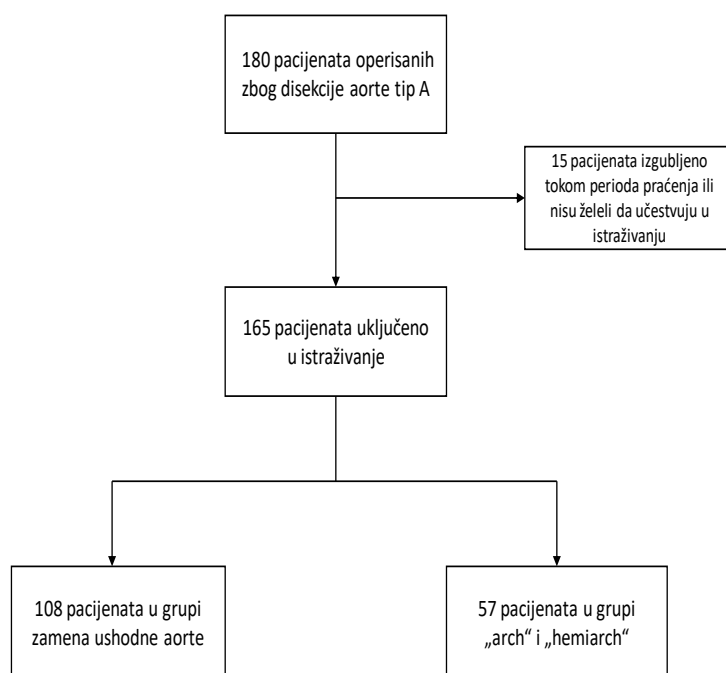 180 pacijenata operisanih
zbog disekcije aorte tip A
15 pacijenata izgubljeno
tokom perioda praćenja ili
nisu želeli da učestvuju u
istraživanju
165 pacijenata uključeno
u istraživanje
108 pacijenata u grupi
zamena ushodne aorte
57 pacijenata u grupi
„arch“ i „hemiarch“